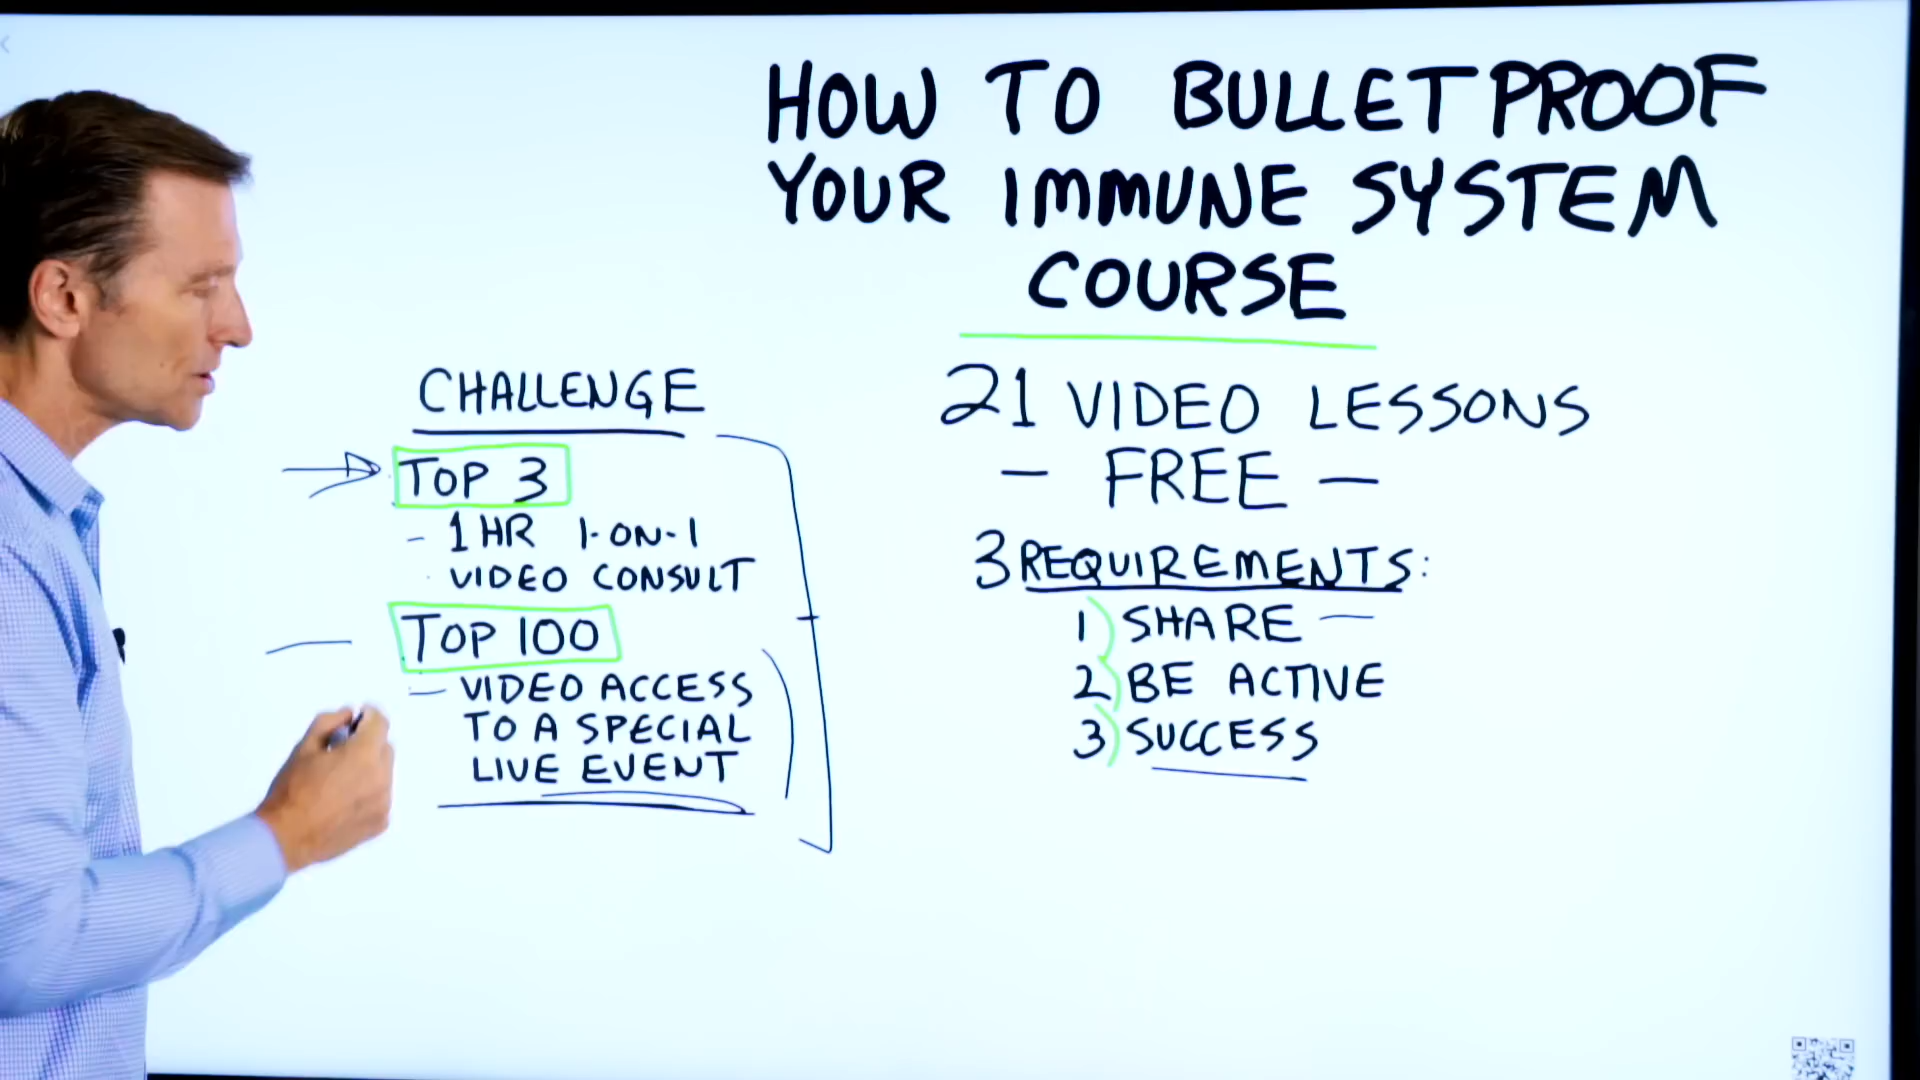 HOW TO BULLETPROOF
YOUR IMMUNE SYSTEM
COURSE
CHALLENGE
TOP 3
- 1 HR 1-ON-1
VIDEO CONSULT
TOP 100
- VIDEO ACCESS
TO A SPECIAL
LIVE EVENT
21 VIDEO LESSONS
- FREE -
3 REQUIREMENTS:
1) SHARE -
2) BE ACTIVE
3) SUCCESS